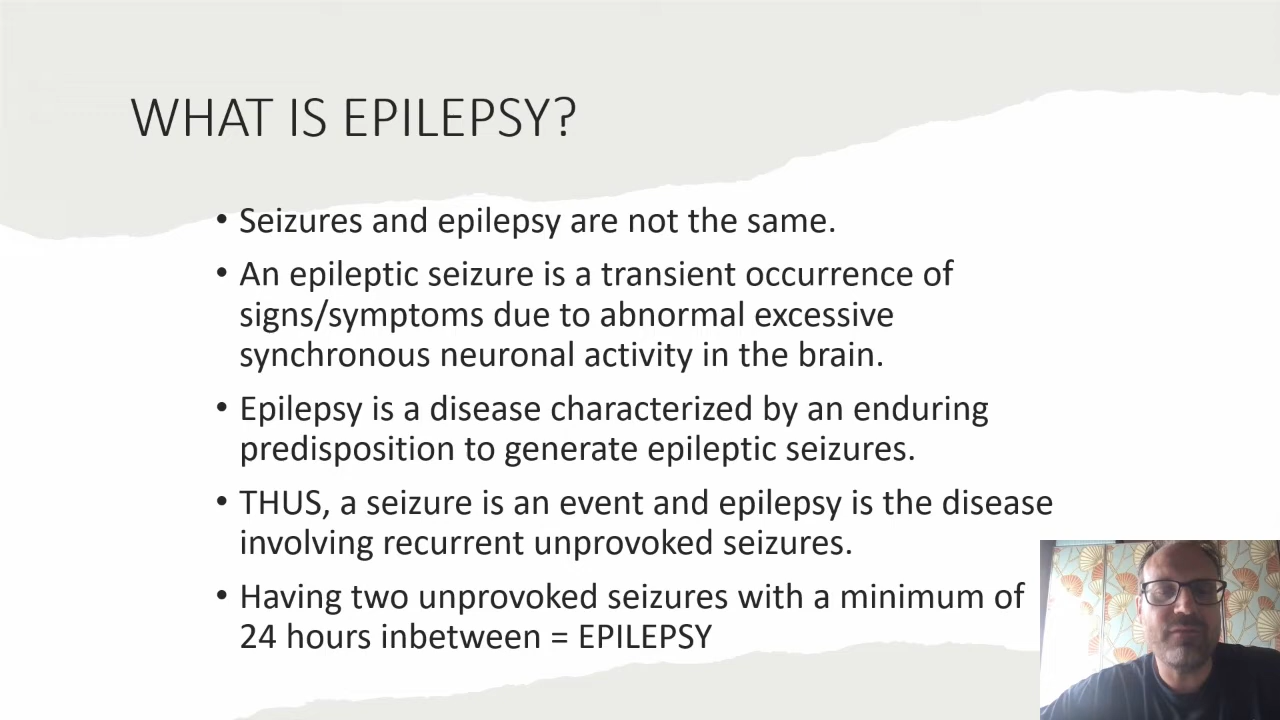 WHAT IS EPILEPSY?
• Seizures and epilepsy are not the same.
• An epileptic seizure is a transient occurrence of
signs/symptoms due to abnormal excessive
synchronous neuronal activity in the brain.
• Epilepsy is a disease characterized by an enduring
predisposition to generate epileptic seizures.
• THUS, a seizure is an event and epilepsy is the disease
involving recurrent unprovoked seizures.
• Having two unprovoked seizures with a minimum of
24 hours inbetween = EPILEPSY